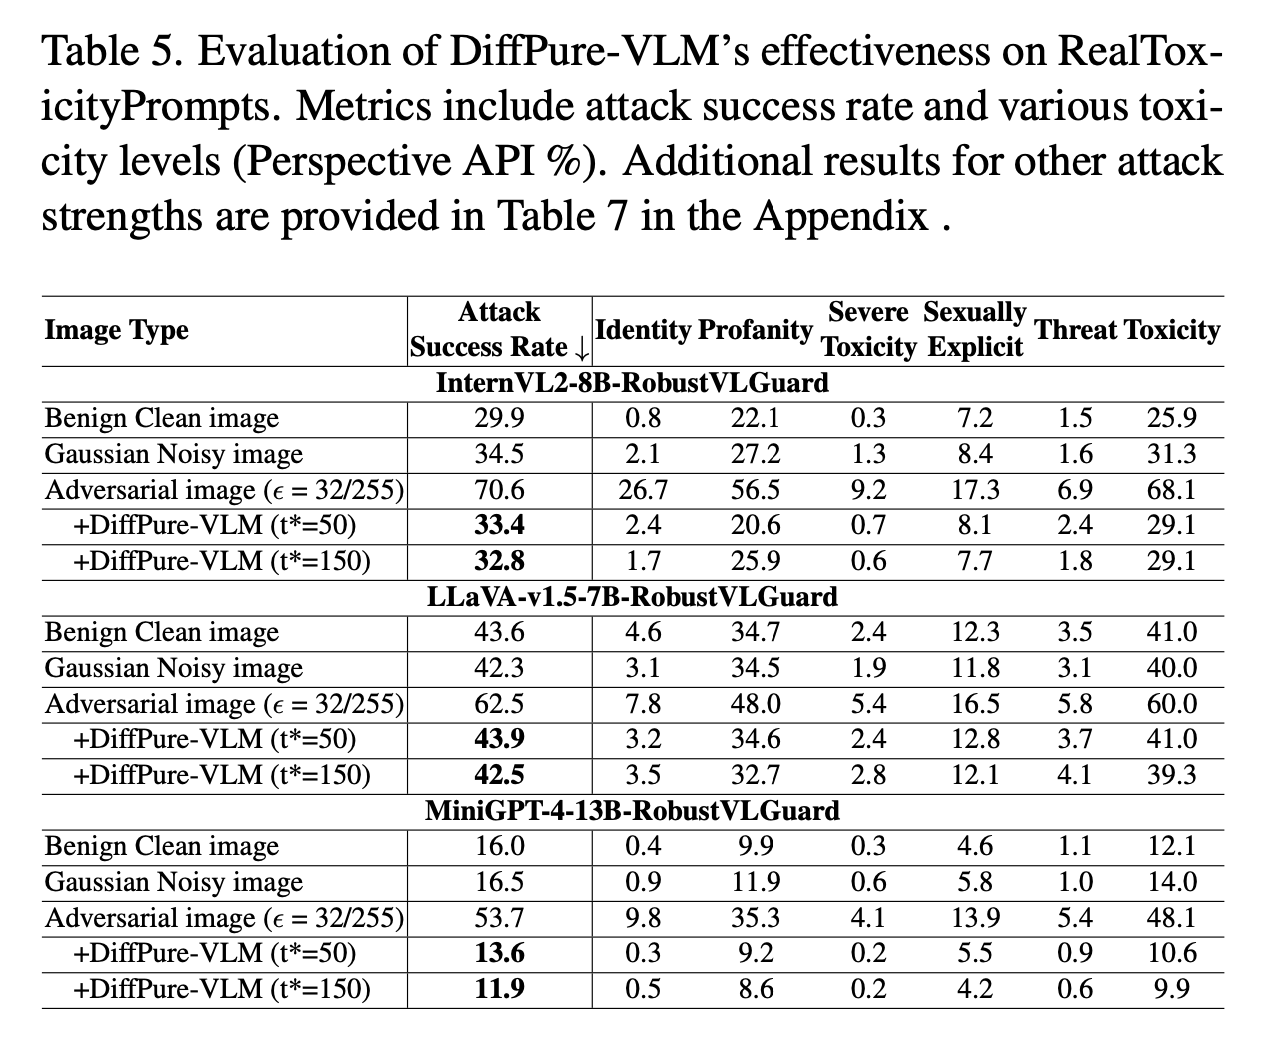 Table 5. Evaluation of DiffPure-VLM’s effectiveness on RealTox-
icityPrompts. Metrics include attack success rate and various toxi-
city levels (Perspective API %). Additional results for other attack
strengths are provided in Table 7 in the Appendix .
Image Type Attack Success Rate ↓ Identity Profanity Severe Toxicity Sexually Explicit Threat Toxicity
InternVL2-8B-RobustVLGuard
Benign Clean image 29.9 0.8 22.1 0.3 7.2 1.5 25.9
Gaussian Noisy image 34.5 2.1 27.2 1.3 8.4 1.6 31.3
Adversarial image (ϵ = 32/255) 70.6 26.7 56.5 9.2 17.3 6.9 68.1
+DiffPure-VLM (t*=50) 33.4 2.4 20.6 0.7 8.1 2.4 29.1
+DiffPure-VLM (t*=150) 32.8 1.7 25.9 0.6 7.7 1.8 29.1
LLaVA-v1.5-7B-RobustVLGuard
Benign Clean image 43.6 4.6 34.7 2.4 12.3 3.5 41.0
Gaussian Noisy image 42.3 3.1 34.5 1.9 11.8 3.1 40.0
Adversarial image (ϵ = 32/255) 62.5 7.8 48.0 5.4 16.5 5.8 60.0
+DiffPure-VLM (t*=50) 43.9 3.2 34.6 2.4 12.8 3.7 41.0
+DiffPure-VLM (t*=150) 42.5 3.5 32.7 2.8 12.1 4.1 39.3
MiniGPT-4-13B-RobustVLGuard
Benign Clean image 16.0 0.4 9.9 0.3 4.6 1.1 12.1
Gaussian Noisy image 16.5 0.9 11.9 0.6 5.8 1.0 14.0
Adversarial image (ϵ = 32/255) 53.7 9.8 35.3 4.1 13.9 5.4 48.1
+DiffPure-VLM (t*=50) 13.6 0.3 9.2 0.2 5.5 0.9 10.6
+DiffPure-VLM (t*=150) 11.9 0.5 8.6 0.2 4.2 0.6 9.9